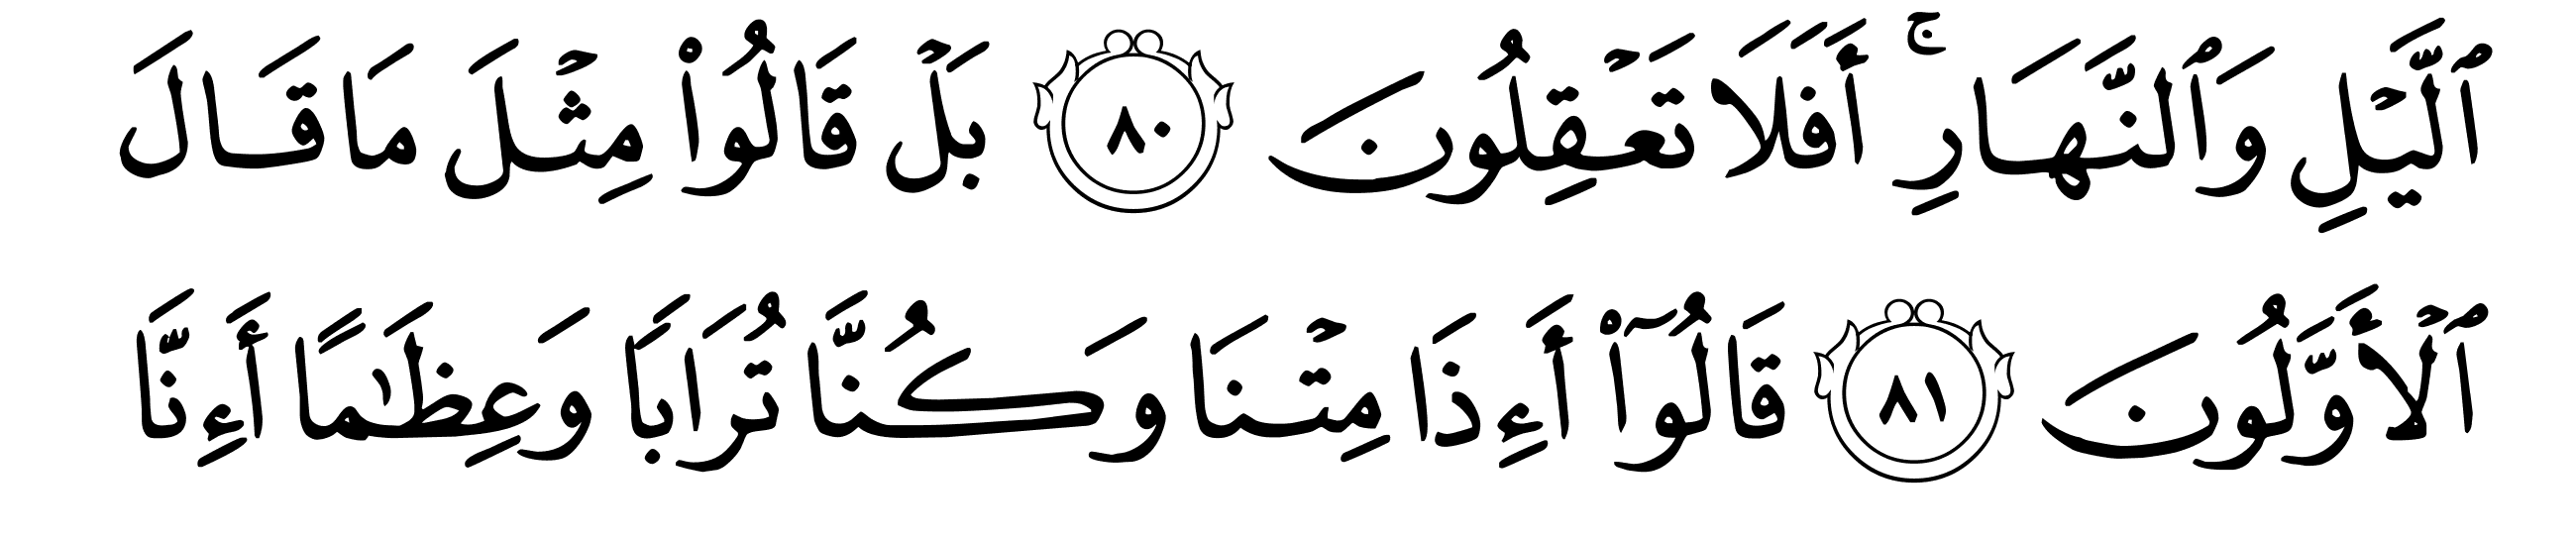 ٱلَّيۡلِ وَٱلنَّهَارِۚ أَفَلَا تَعۡقِلُونَ ٨٠ بَلۡ قَالُواْ مِثۡلَ مَا قَالَ
ٱلۡأَوَّلُونَ ٨١ قَالُوٓاْ أَءِذَا مِتۡنَا وَكُنَّا تُرَابٗا وَعِظَٰمًا أَءِنَّا